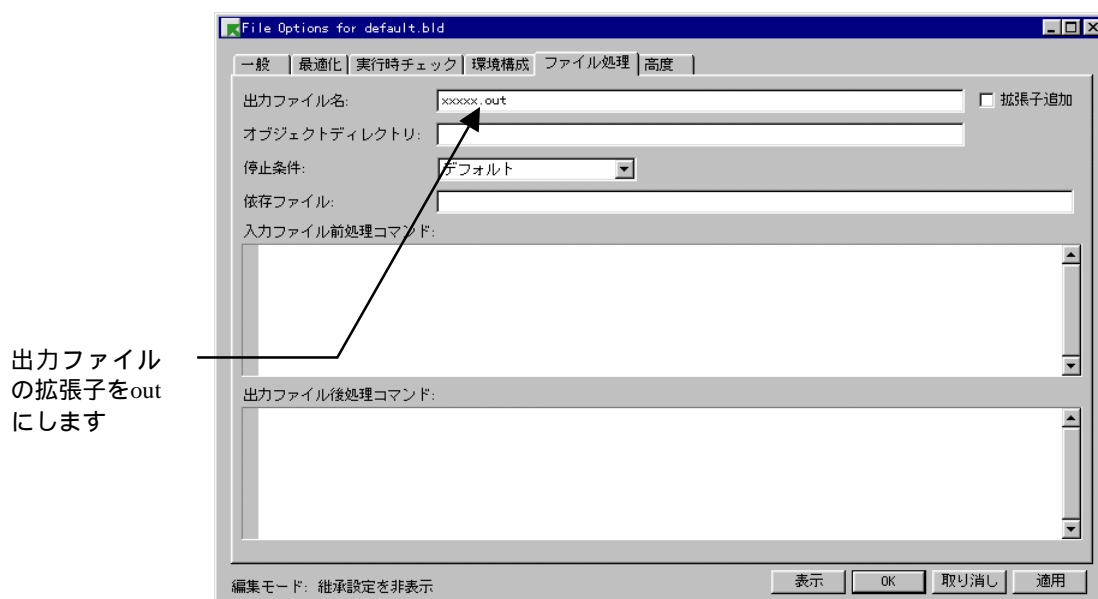 File Options for default.bld
一般 最適化 実行時チェック 環境構成 ファイル処理 高度
出力ファイル名: xxxxx.out 拡張子追加
オブジェクトディレクトリ:
停止条件: デフォルト
依存ファイル:
入力ファイル前処理コマンド:
出力ファイル
の拡張子をout
にします
出力ファイル後処理コマンド:
編集モード: 継承設定を非表示 表示 OK 取り消し 適用